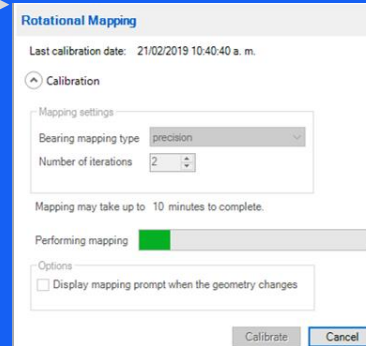 Rotational Mapping
Last calibration date: 21/02/2019 10:40:40 a. m.
Calibration
Mapping settings
Bearing mapping type precision
Number of iterations 2
Mapping may take up to 10 minutes to complete.
Performing mapping
Options
Display mapping prompt when the geometry changes
Calibrate Cancel